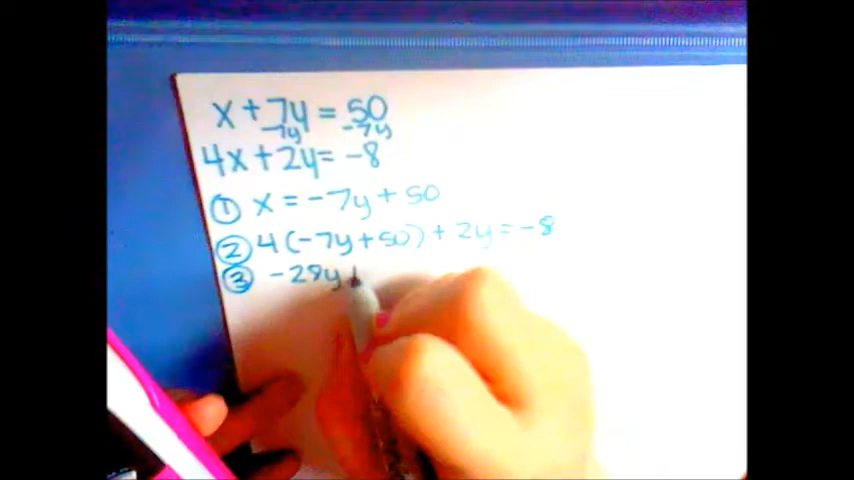 x + 7y = 50
-7y -7y
4x + 2y = -8
① x = -7y + 50
② 4(-7y+50) + 2y = -8
③ -28y